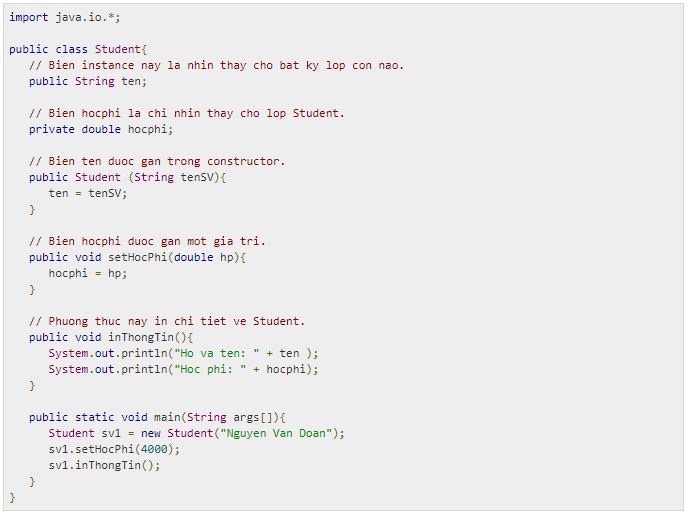 import java.io.*;
public class Student{
// Bien instance nay la nhin thay cho bat ky lop con nao.
public String ten;
// Bien hocphi la chi nhin thay cho lop Student.
private double hocphi;
// Bien ten duoc gan trong constructor.
public Student (String tenSV){
ten = tenSV;
}
// Bien hocphi duoc gan mot gia tri.
public void setHocPhi(double hp){
hocphi = hp;
}
// Phuong thuc nay in chi tiet ve Student.
public void inThongTin(){
System.out.println("Ho va ten: " + ten );
System.out.println("Hoc phi: " + hocphi);
}
public static void main(String args[]){
Student sv1 = new Student("Nguyen Van Doan");
sv1.setHocPhi(4000);
sv1.inThongTin();
}
}